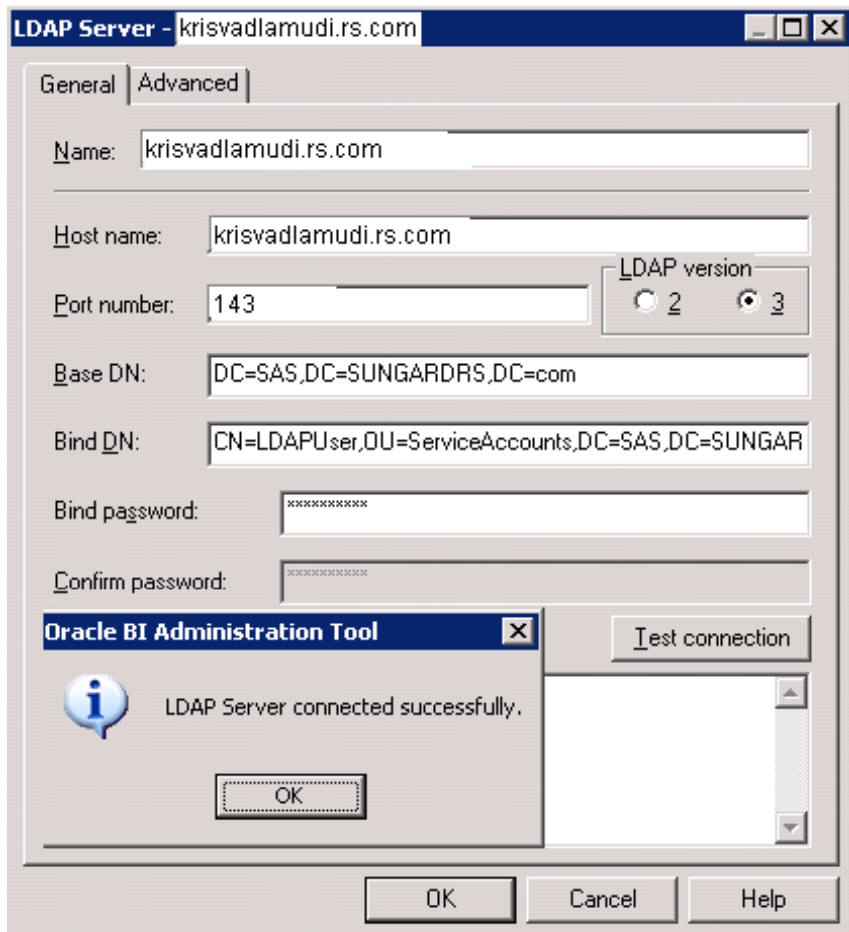 LDAP Server - krisvadlamudi.rs.com
General Advanced
Name: krisvadlamudi.rs.com
Host name: krisvadlamudi.rs.com
LDAP version
Port number: 143 2 3
Base DN: DC=SAS,DC=SUNGARDRS,DC=com
Bind DN: CN=LDAPUser,OU=ServiceAccounts,DC=SAS,DC=SUNGAR
Bind password: **********
Confirm password: **********
Oracle BI Administration Tool
Test connection
LDAP Server connected successfully.
OK
OK Cancel Help